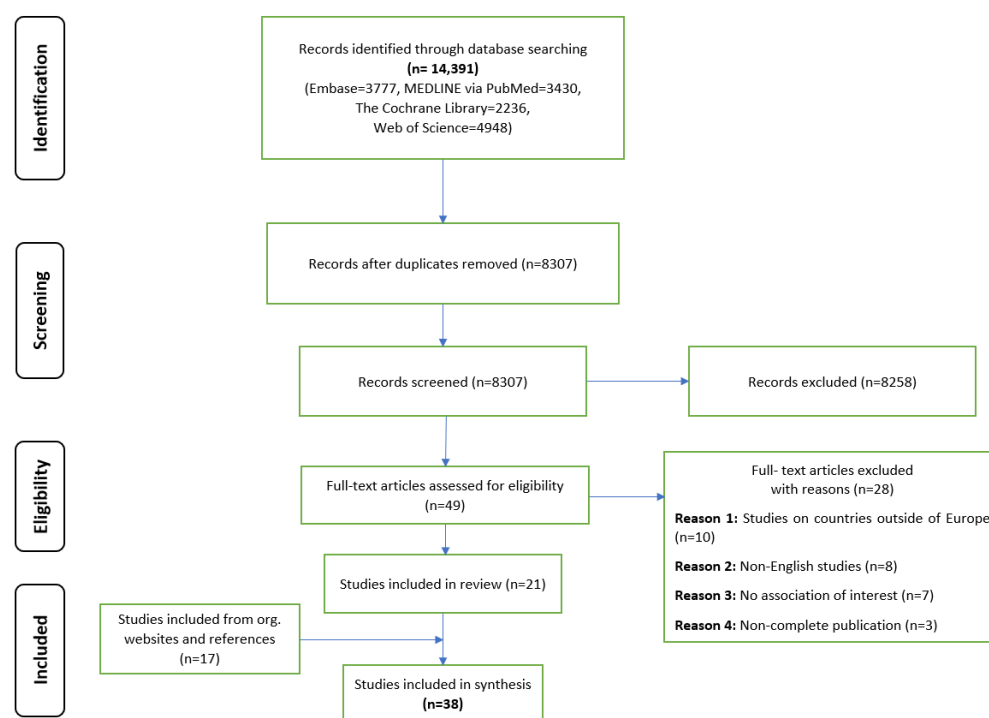 Identification
Records identified through database searching
(n= 14,391)
(Embase=3777, MEDLINE via PubMed=3430,
The Cochrane Library=2236,
Web of Science=4948)
Screening
Records after duplicates removed (n=8307)
Records screened (n=8307)
Records excluded (n=8258)
Eligibility
Full-text articles assessed for eligibility
(n=49)
Full- text articles excluded
with reasons (n=28)
Reason 1: Studies on countries outside of Europe
(n=10)
Reason 2: Non-English studies (n=8)
Reason 3: No association of interest (n=7)
Reason 4: Non-complete publication (n=3)
Studies included in review (n=21)
Included
Studies included from org.
websites and references
(n=17)
Studies included in synthesis
(n=38)